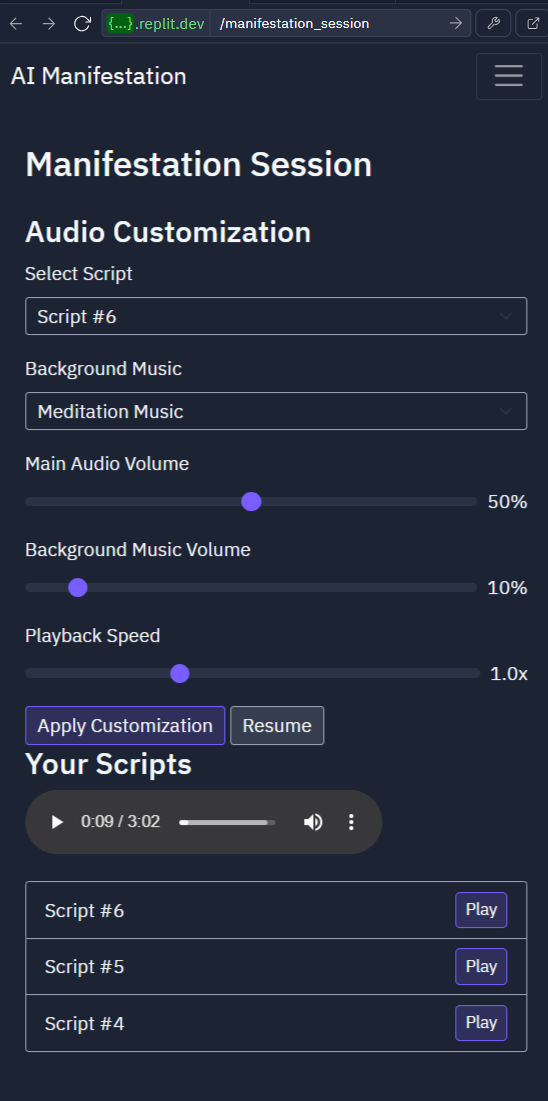 {...}.replit.dev /manifestation_session
AI Manifestation
Manifestation Session
Audio Customization
Select Script
Script #6
Background Music
Meditation Music
Main Audio Volume
50%
Background Music Volume
10%
Playback Speed
1.0x
Apply Customization Resume
Your Scripts
0:09 / 3:02
Script #6 Play
Script #5 Play
Script #4 Play